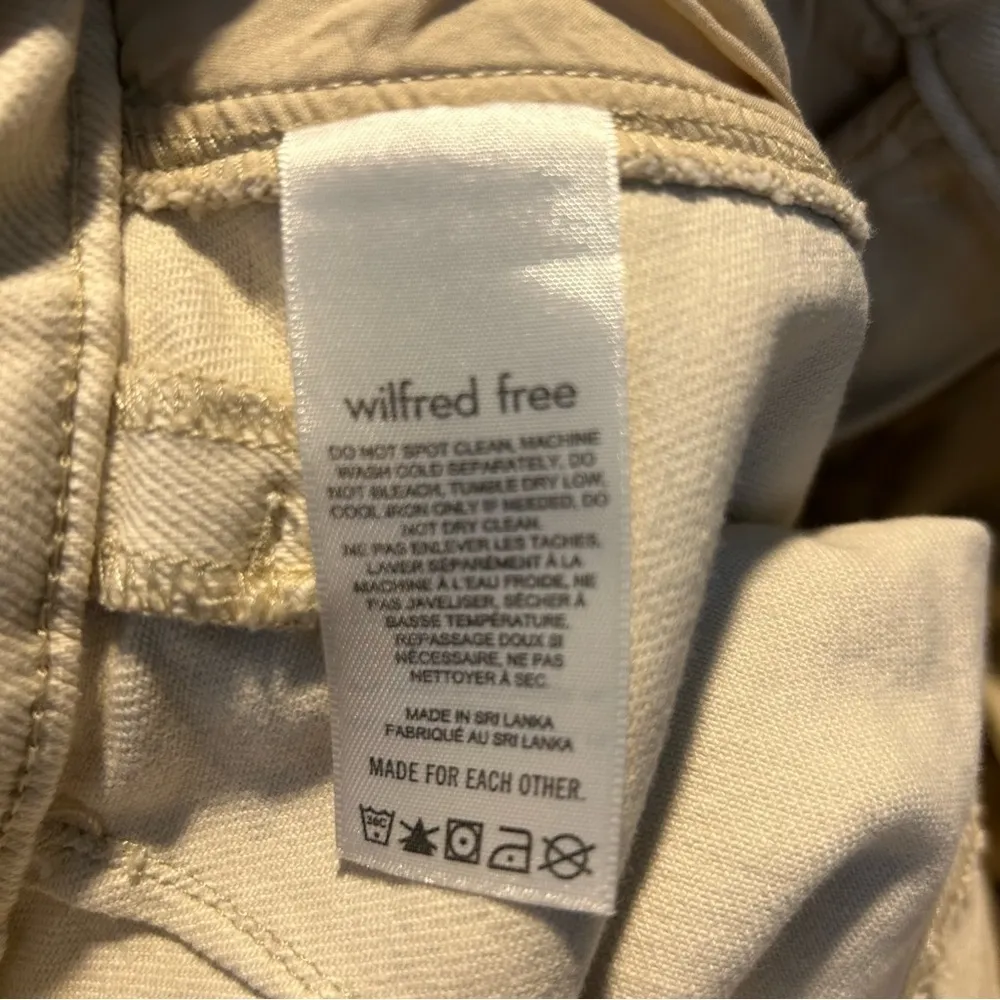 wilfred free
DO NOT SPOT CLEAN, MACHINE
WASH COLD SEPARATELY, DO
NOT BLEACH, TUMBLE DRY LOW,
COOL IRON ONLY IF NEEDED, DO
NOT DRY CLEAN.
NE PAS ENLEVER LES TACHES,
LAVER SÉPARÉMENT À LA
MACHINE À L'EAU FROIDE, NE
PAS JAVELISER, SÉCHER À
BASSE TEMPÉRATURE,
REPASSAGE DOUX SI
NÉCESSAIRE, NE PAS
NETTOYER À SEC.
MADE IN SRI LANKA
FABRIQUÉ AU SRI LANKA
MADE FOR EACH OTHER.
30C